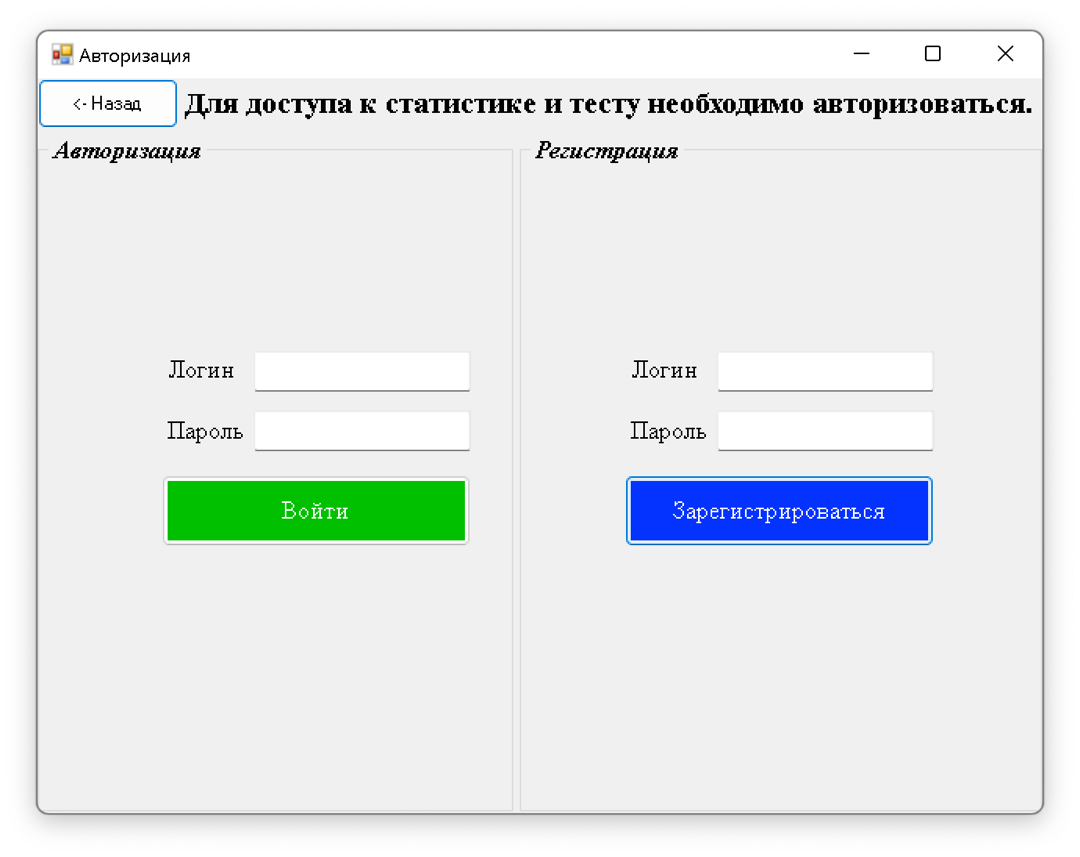 Авторизация
<- Назад
Для доступа к статистике и тесту необходимо авторизоваться.
Авторизация
Логин
Пароль
Войти
Регистрация
Логин
Пароль
Зарегистрироваться